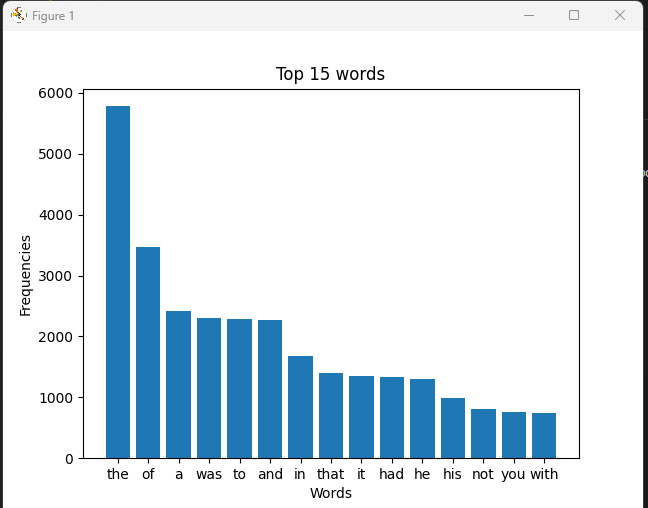 Figure 1
Top 15 words
6000
5000
4000
3000
2000
1000
0
Frequencies
the of a was to and in that it had he his not you with
Words